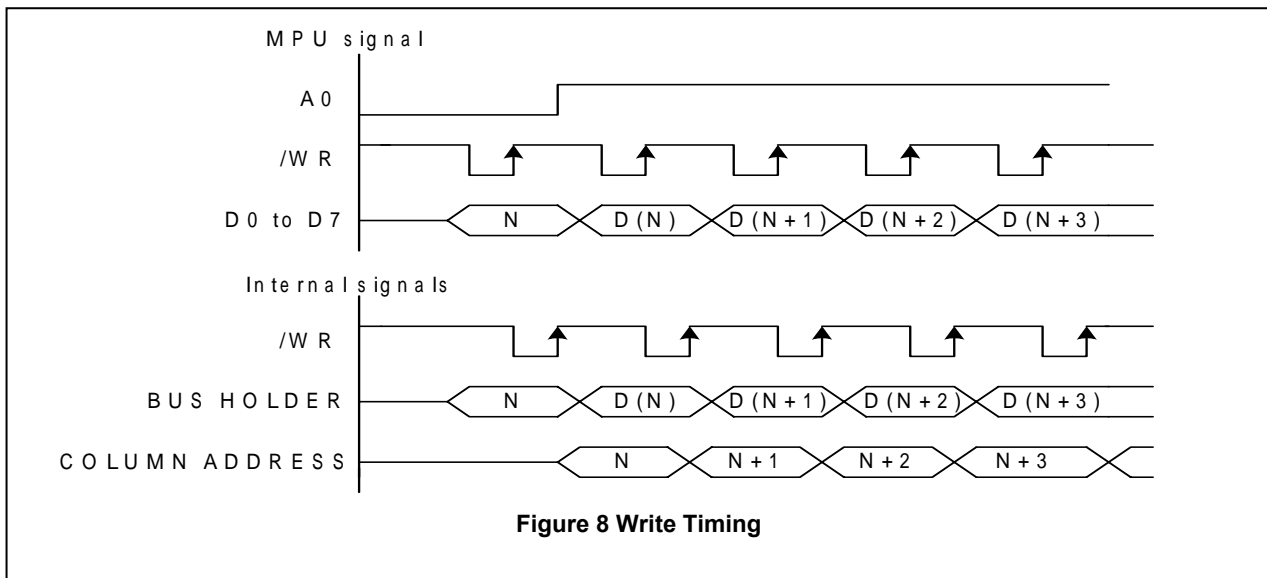 MPU signal
A0
/WR
D0 to D7 N D(N) D(N+1) D(N+2) D(N+3)
Internal signals
/WR
BUS HOLDER N D(N) D(N+1) D(N+2) D(N+3)
COLUMN ADDRESS N N+1 N+2 N+3
Figure 8 Write Timing